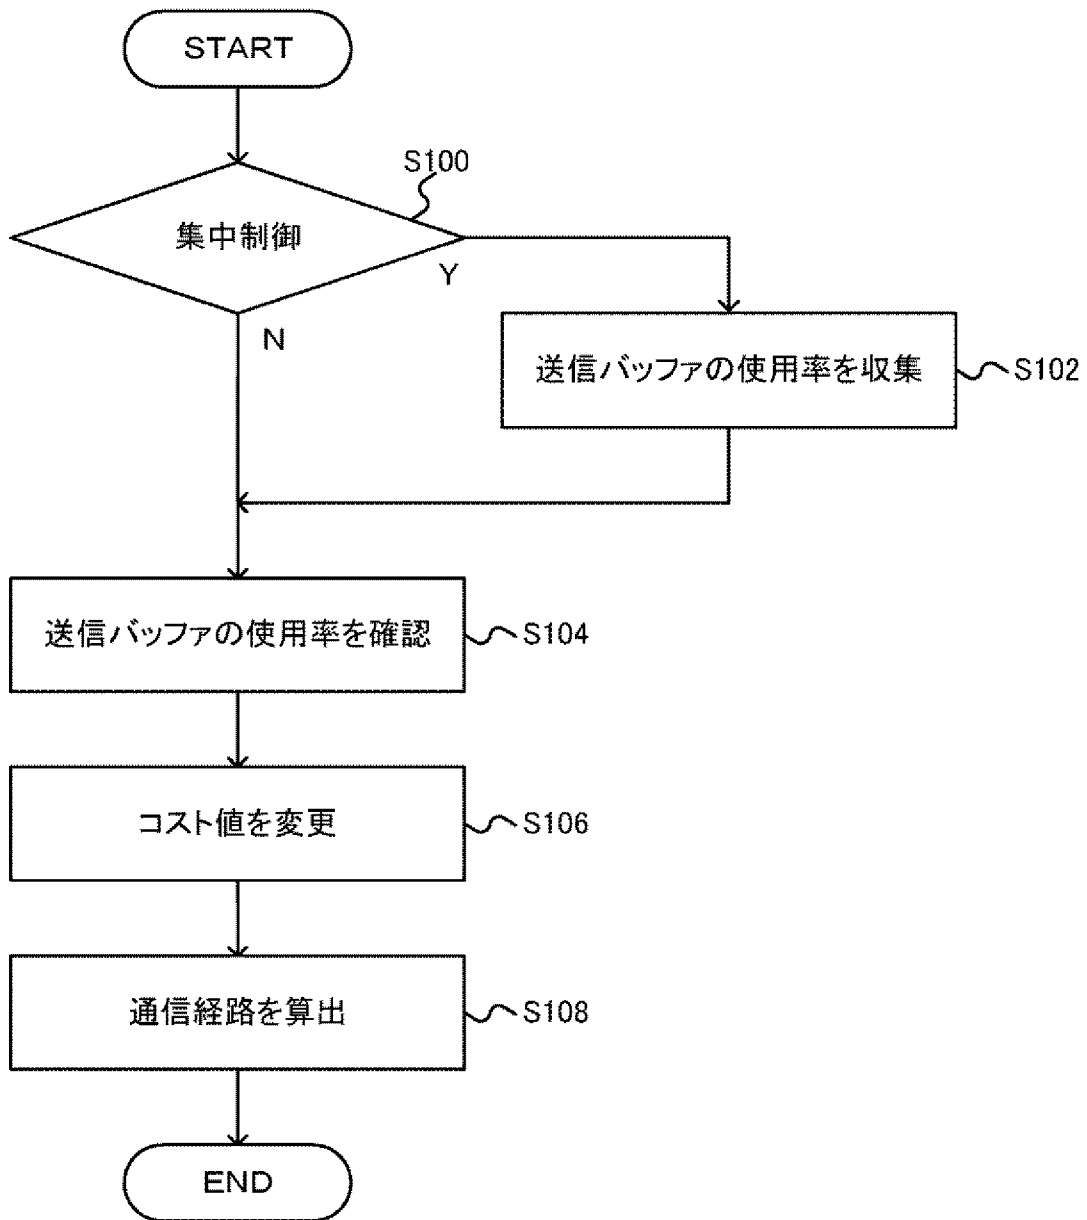 START
S100
集中制御
Y
N
送信バッファの使用率を収集
S102
送信バッファの使用率を確認
S104
コスト値を変更
S106
通信経路を算出
S108
END